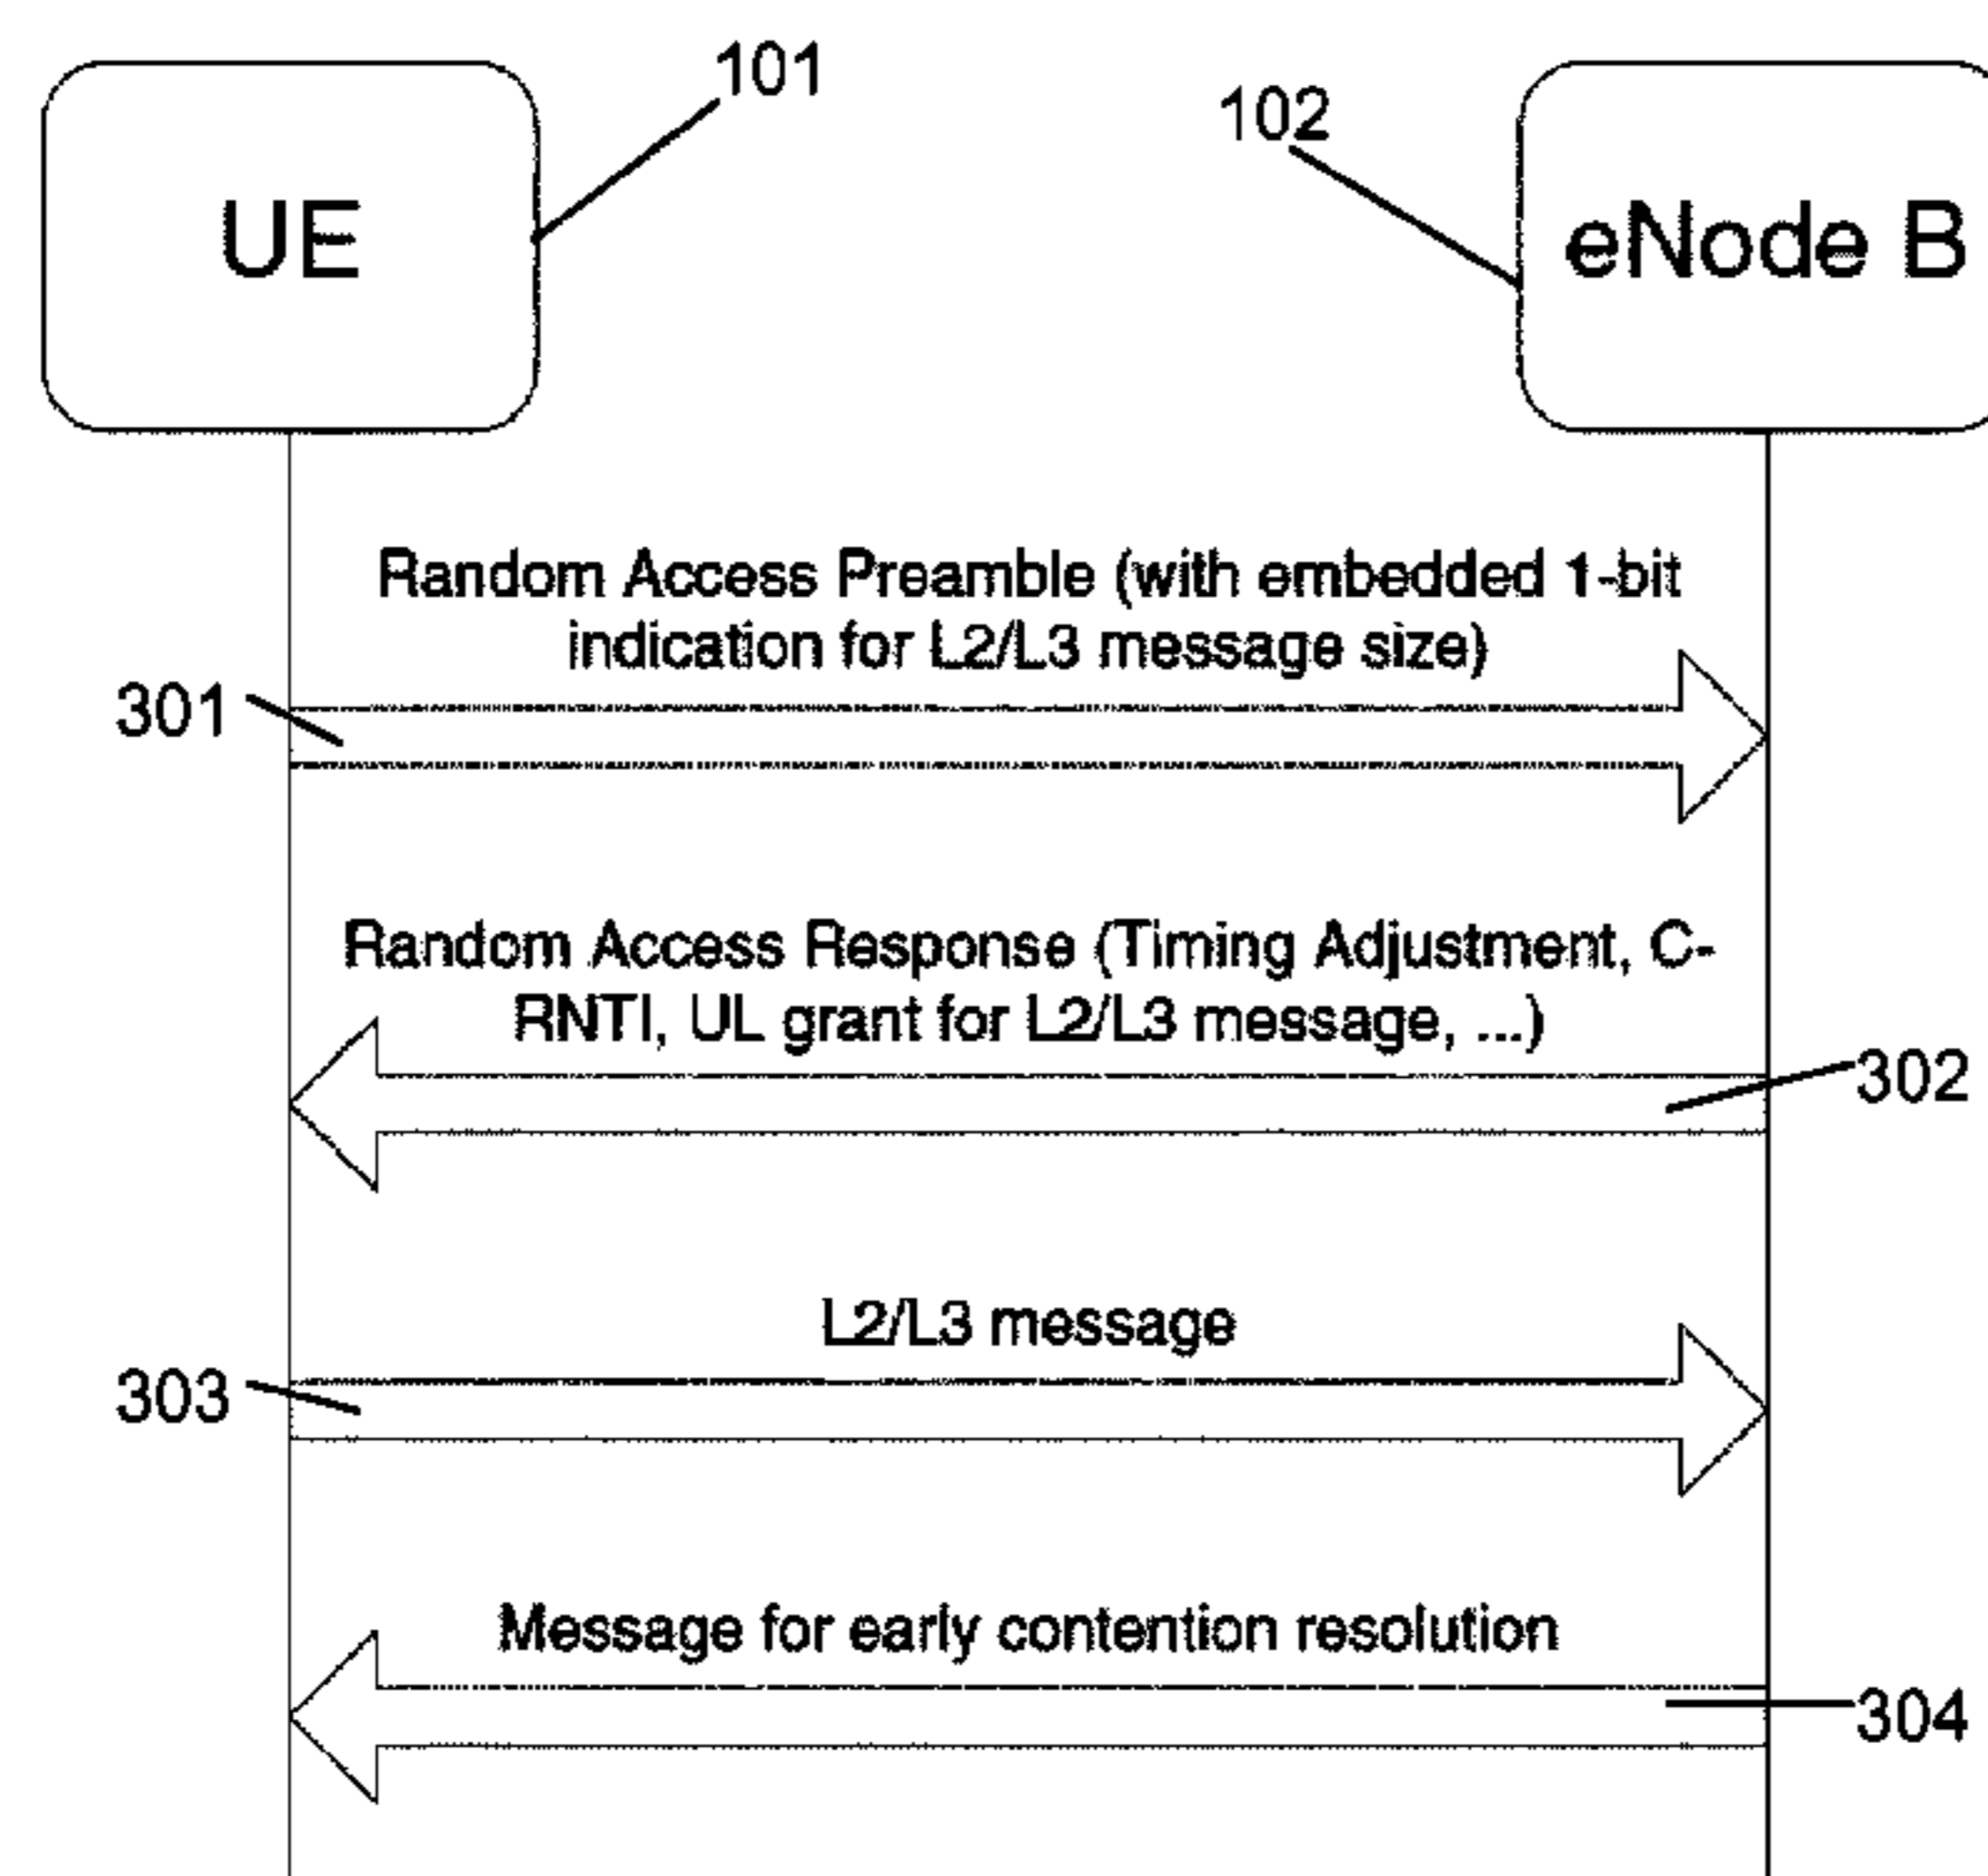 101
102
UE
eNode B
Random Access Preamble (with embedded 1-bit
indication for L2/L3 message size)
301
Random Access Response (Timing Adjustment, C-
RNTI, UL grant for L2/L3 message, ...)
302
L2/L3 message
303
Message for early contention resolution
304